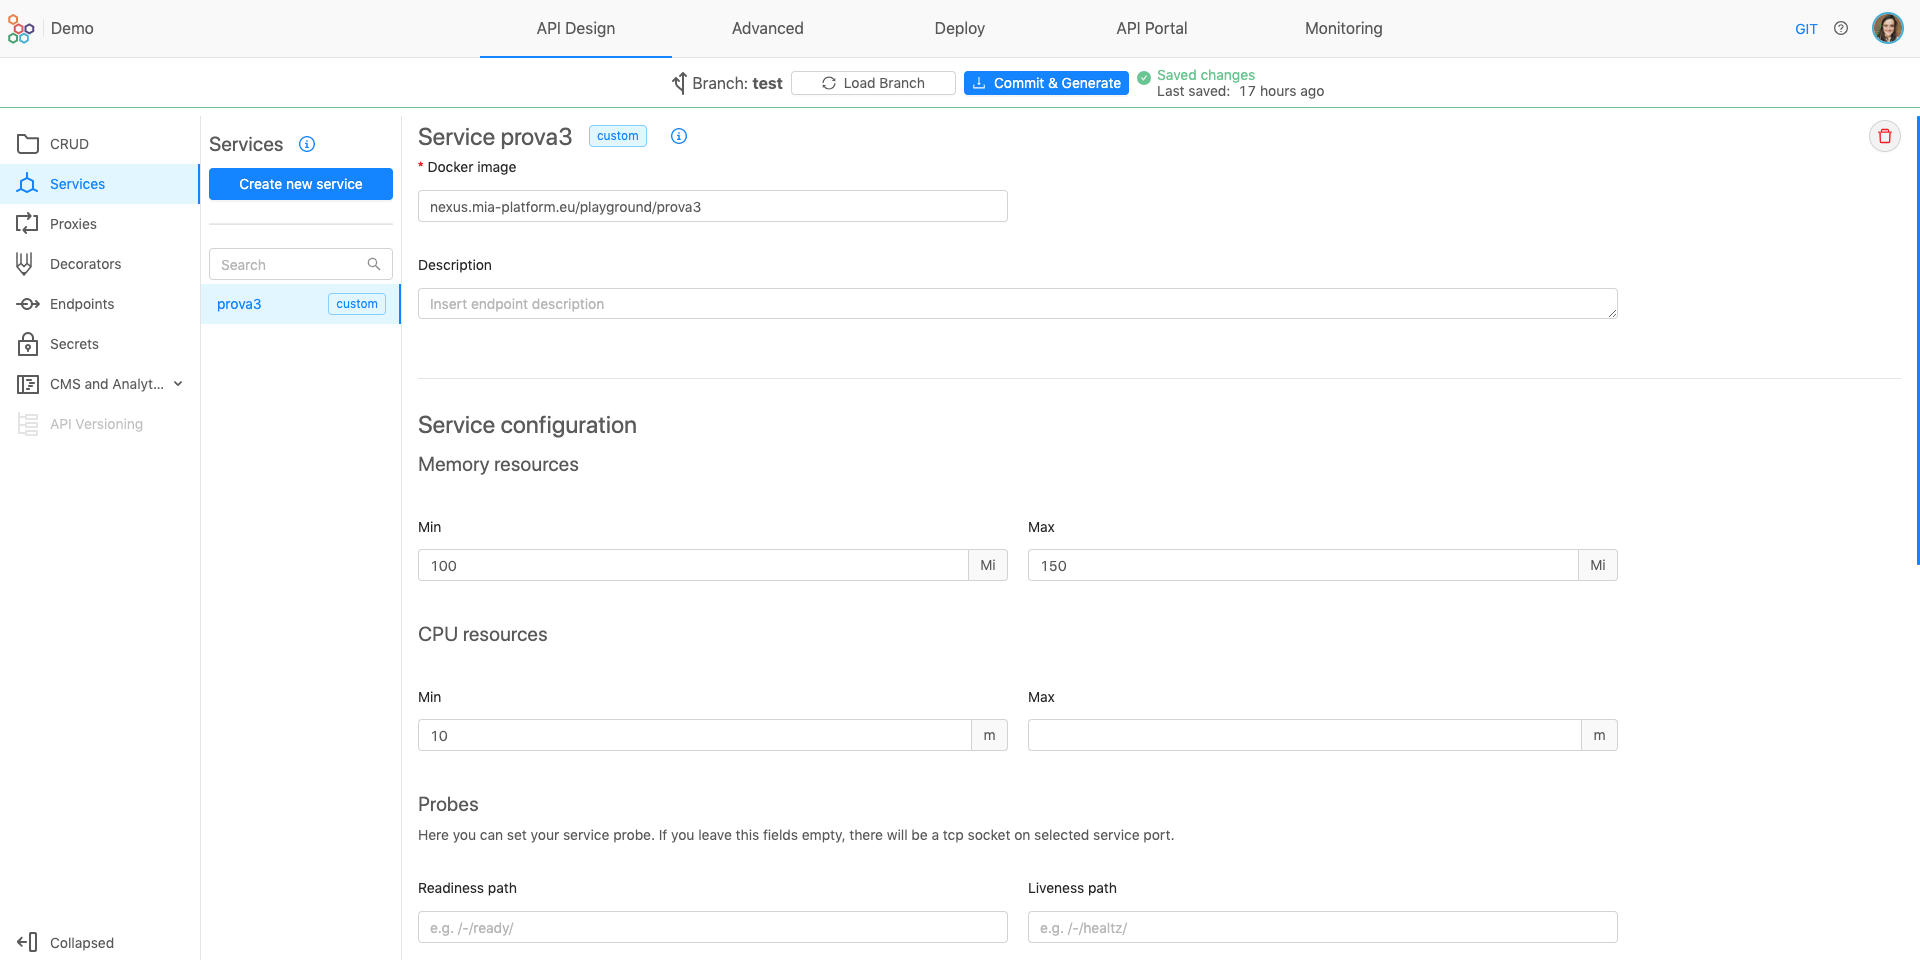 Demo
API Design
Advanced
Deploy
API Portal
Monitoring
GIT
Branch: test
Load Branch
Commit & Generate
Saved changes
Last saved: 17 hours ago
CRUD
Services
Proxies
Decorators
Endpoints
Secrets
CMS and Analyt...
API Versioning
Collapsed
Services
Create new service
Search
prova3 custom
Service prova3 custom
* Docker image
nexus.mia-platform.eu/playground/prova3
Description
Insert endpoint description
Service configuration
Memory resources
Min Max
100 Mi 150 Mi
CPU resources
Min Max
10 m m
Probes
Here you can set your service probe. If you leave this fields empty, there will be a tcp socket on selected service port.
Readiness path Liveness path
e.g. /-/ready/ e.g. /-/healtz/